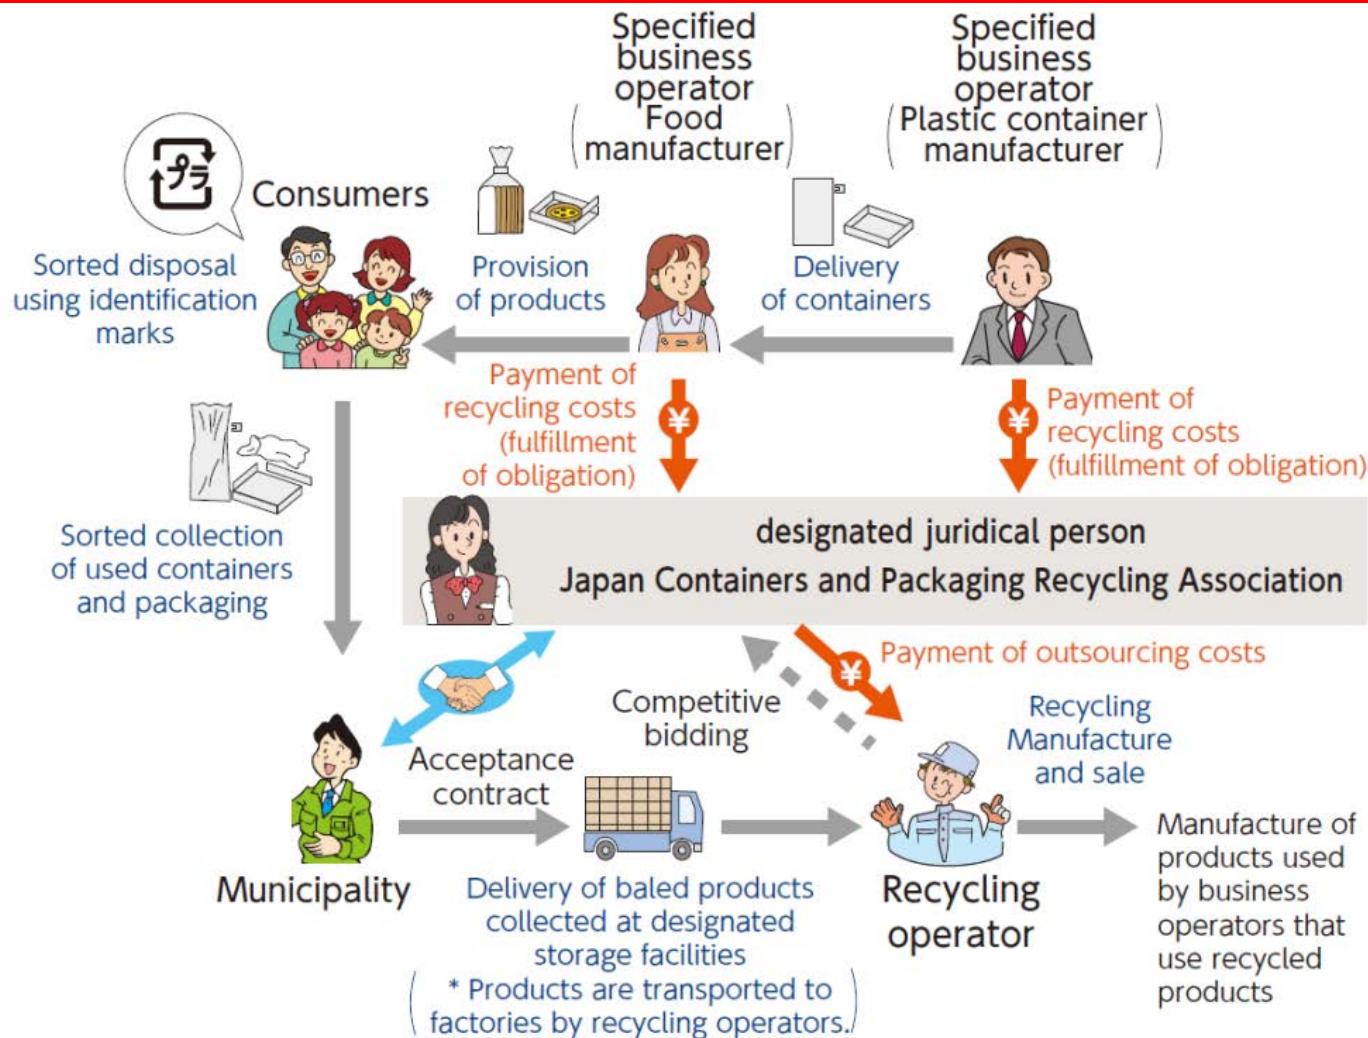 Specified
business
operator
(Food
manufacturer)
Specified
business
operator
(Plastic container
manufacturer)
プラ
Consumers
Sorted disposal
using identification
marks
Provision
of products
Delivery
of containers
Payment of
recycling costs
(fulfillment
of obligation)
¥
¥
Payment of
recycling costs
(fulfillment of obligation)
Sorted collection
of used containers
and packaging
designated juridical person
Japan Containers and Packaging Recycling Association
¥
Payment of outsourcing costs
Competitive
bidding
Recycling
Manufacture
and sale
Acceptance
contract
Municipality
Delivery of baled products
collected at designated
storage facilities
(* Products are transported to
factories by recycling operators.)
Recycling
operator
Manufacture of
products used
by business
operators that
use recycled
products